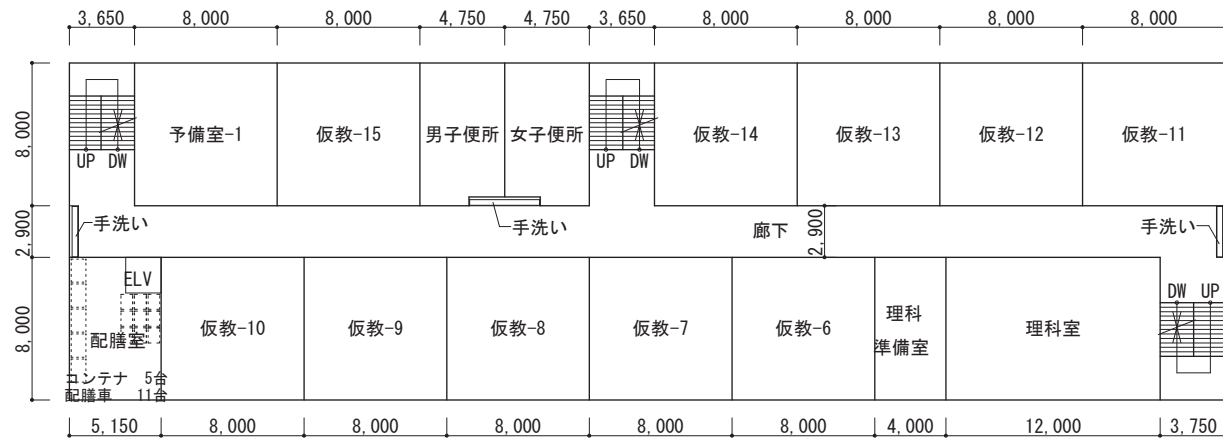 3,650 8,000 8,000 4,750 4,750 3,650 8,000 8,000 8,000 8,000
8,000
予備室-1 仮教-15 男子便所 女子便所 仮教-14 仮教-13 仮教-12 仮教-11
UP DW UP DW
2,900
手洗い 手洗い 廊下 2,900 手洗い
8,000
ELV
DW UP
仮教-10 仮教-9 仮教-8 仮教-7 仮教-6 理科 理科室
配膳室 準備室
コンテナ 5台
配膳車 11台
5,150 8,000 8,000 8,000 8,000 8,000 4,000 12,000 3,750